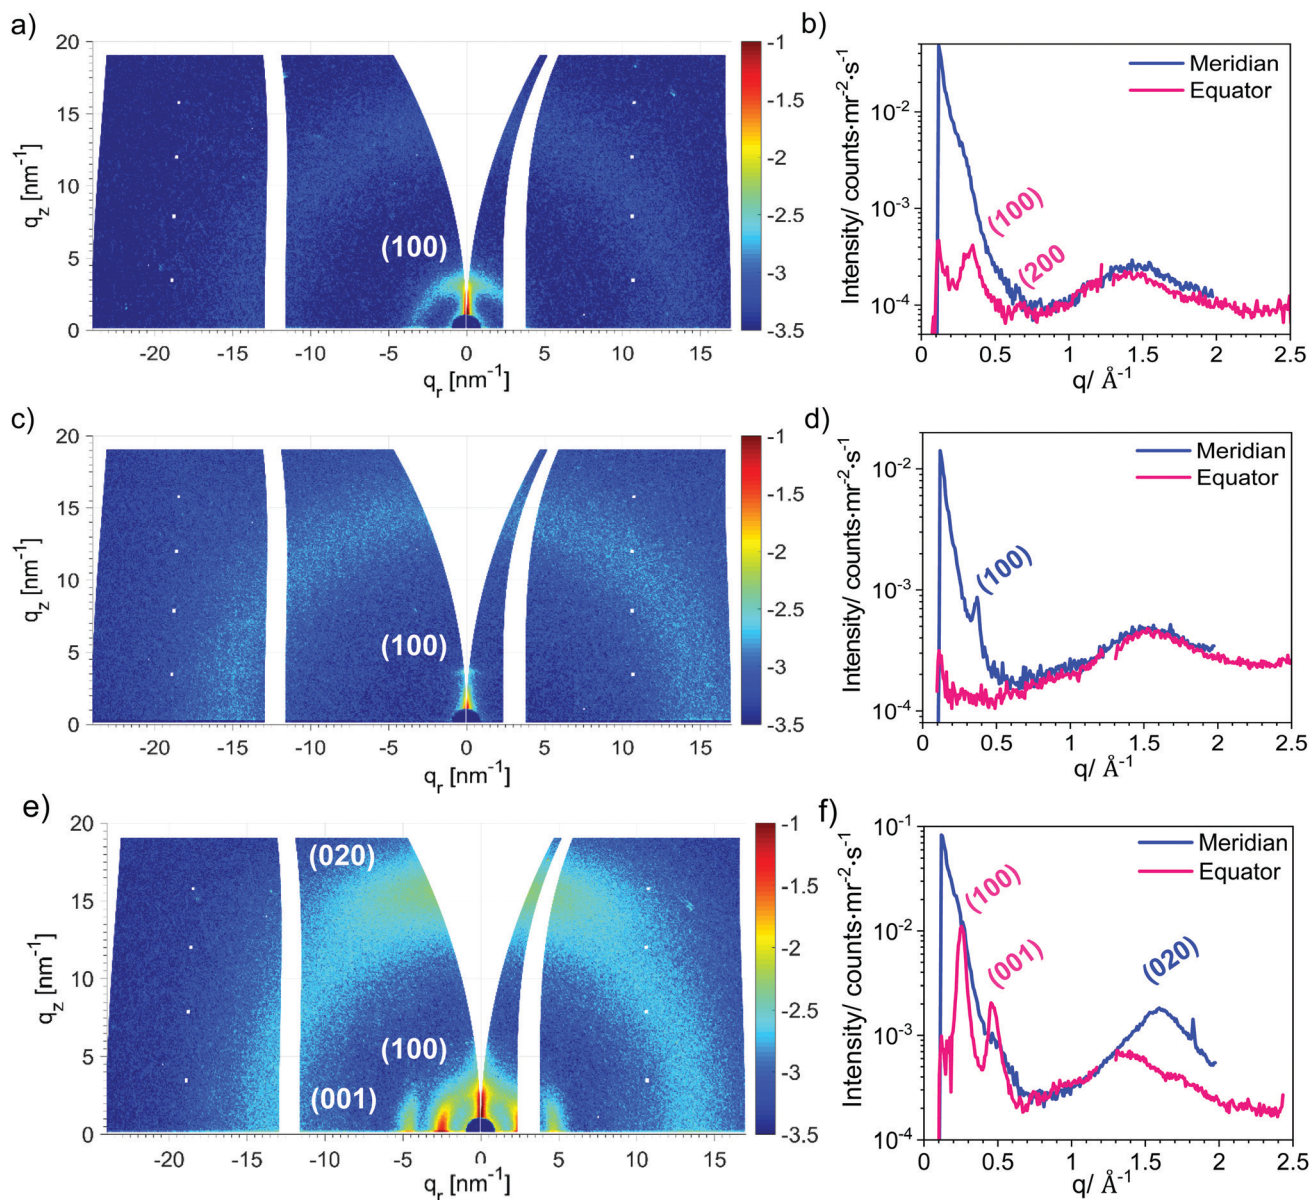 a)
20
15
10
5
0
q_z [nm⁻¹]
(100)
-20 -15 -10 -5 0 5 10 15
q_r [nm⁻¹]
-1
-1.5
-2
-2.5
-3
-3.5
b)
Meridian
Equator
(100)
(200
10⁻²
10⁻³
10⁻⁴
Intensity/ counts·mr⁻²·s⁻¹
0 0.5 1 1.5 2 2.5
q/ Å⁻¹
c)
20
15
10
5
0
q_z [nm⁻¹]
(100)
-20 -15 -10 -5 0 5 10 15
q_r [nm⁻¹]
-1
-1.5
-2
-2.5
-3
-3.5
d)
Meridian
Equator
(100)
10⁻²
10⁻³
10⁻⁴
Intensity/ counts·mr⁻²·s⁻¹
0 0.5 1 1.5 2 2.5
q/ Å⁻¹
e)
20
15
10
5
0
q_z [nm⁻¹]
(020)
(100)
(001)
-20 -15 -10 -5 0 5 10 15
q_r [nm⁻¹]
-1
-1.5
-2
-2.5
-3
-3.5
f)
Meridian
Equator
(100)
(001)
(020)
10⁻¹
10⁻²
10⁻³
10⁻⁴
Intensity/ counts·mr⁻²·s⁻¹
0 0.5 1 1.5 2 2.5
q/ Å⁻¹